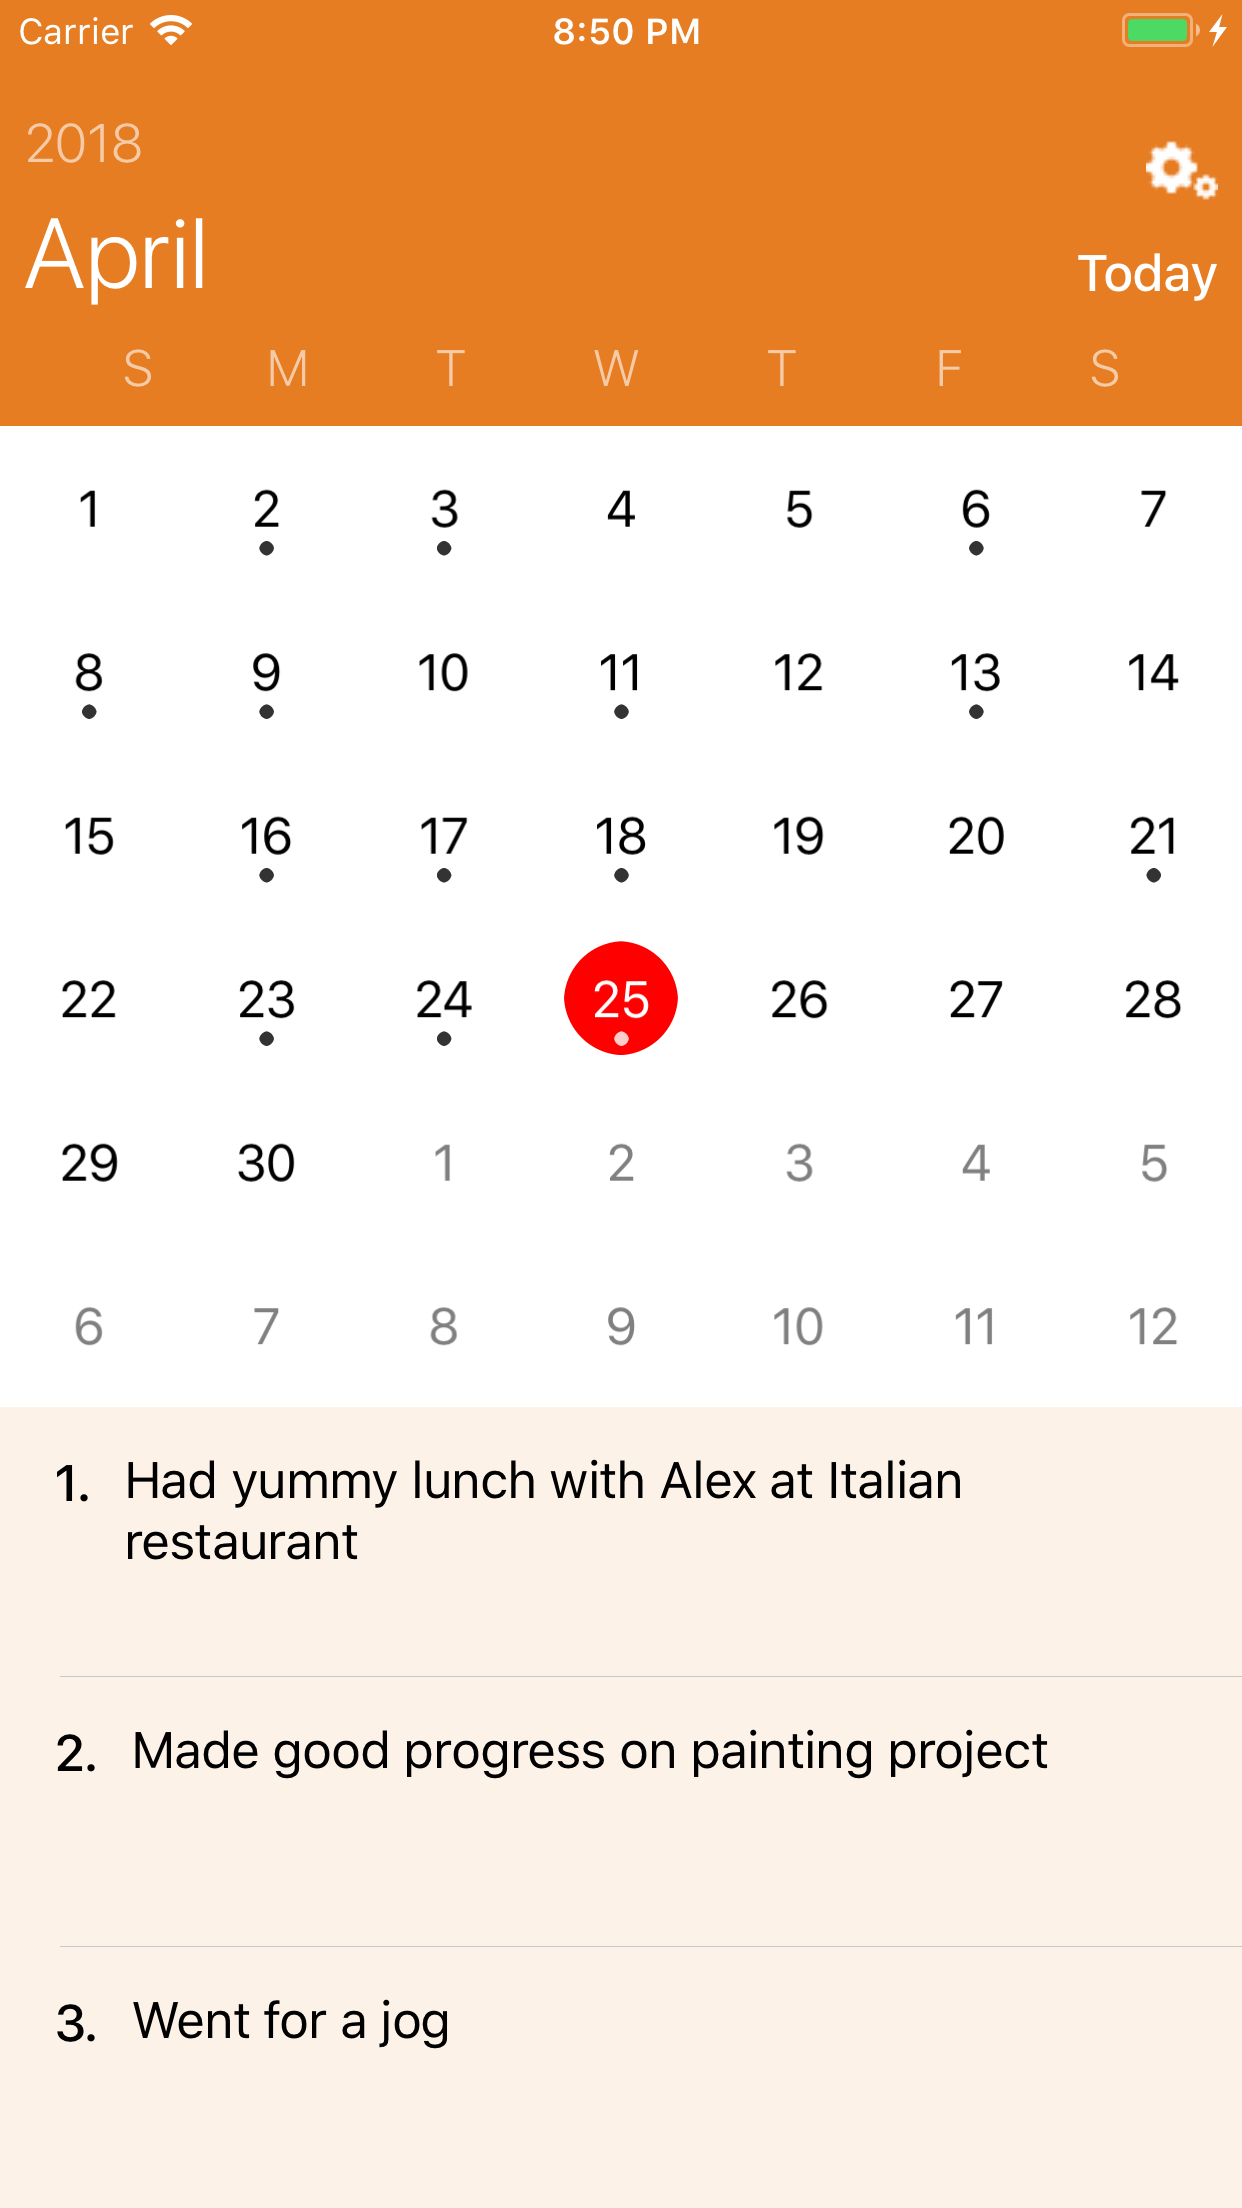 Carrier 8:50 PM
2018
April
Today
S M T W T F S
1 2 3 4 5 6 7
8 9 10 11 12 13 14
15 16 17 18 19 20 21
22 23 24 25 26 27 28
29 30 1 2 3 4 5
6 7 8 9 10 11 12
1. Had yummy lunch with Alex at Italian
restaurant
2. Made good progress on painting project
3. Went for a jog